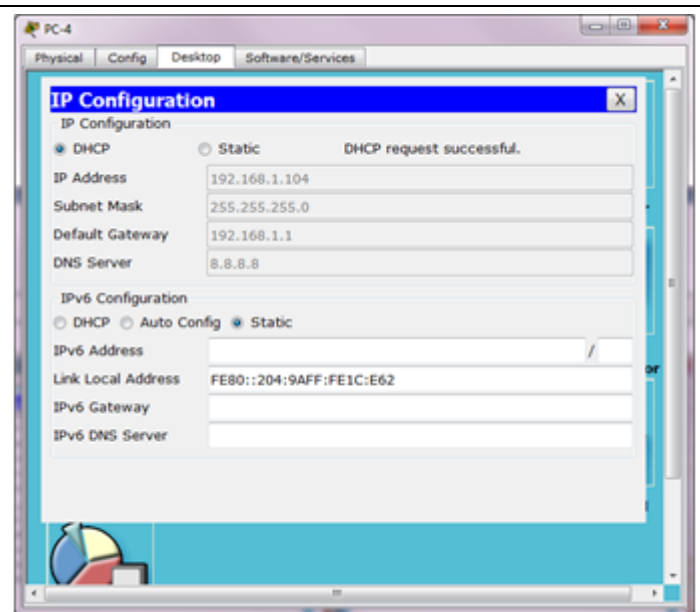 PC-4
Physical Config Desktop Software/Services
IP Configuration X
IP Configuration
DHCP Static DHCP request successful.
IP Address 192.168.1.104
Subnet Mask 255.255.255.0
Default Gateway 192.168.1.1
DNS Server 8.8.8.8
IPv6 Configuration
DHCP Auto Config Static
IPv6 Address /
Link Local Address FE80::204:9AFF:FE1C:E62
IPv6 Gateway
IPv6 DNS Server
or